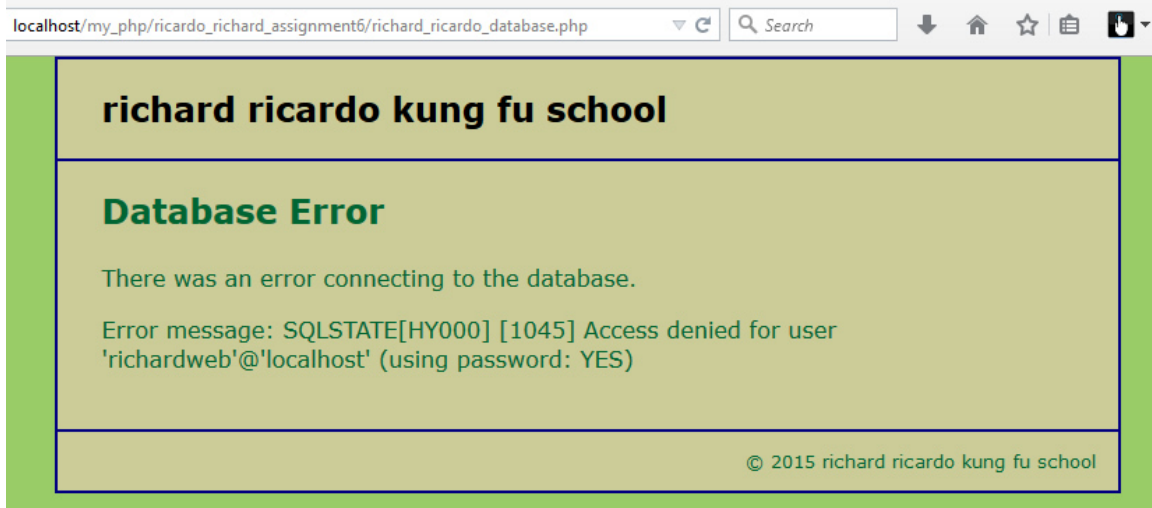 localhost/my_php/ricardo_richard_assignment6/richard_ricardo_database.php
Search
richard ricardo kung fu school
Database Error
There was an error connecting to the database.
Error message: SQLSTATE[HY000] [1045] Access denied for user
'richardweb'@'localhost' (using password: YES)
© 2015 richard ricardo kung fu school